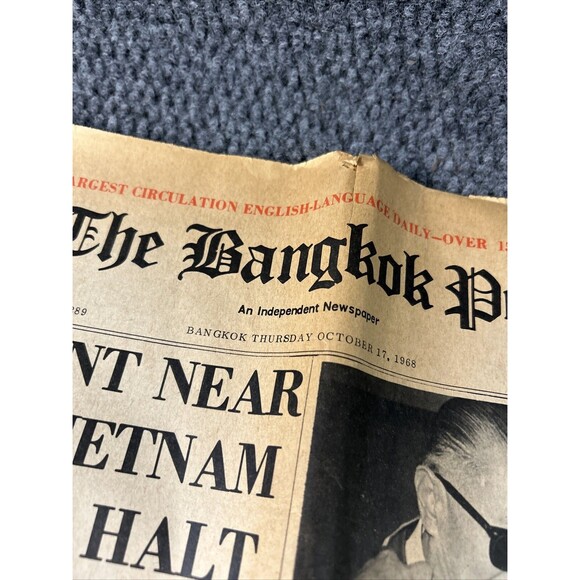 ARGEST CIRCULATION ENGLISH-LANGUAGE DAILY—OVER 1
The Bangkok P
An Independent Newspaper
289
BANGKOK THURSDAY OCTOBER 17, 1968
NT NEAR
ETNAM
HALT